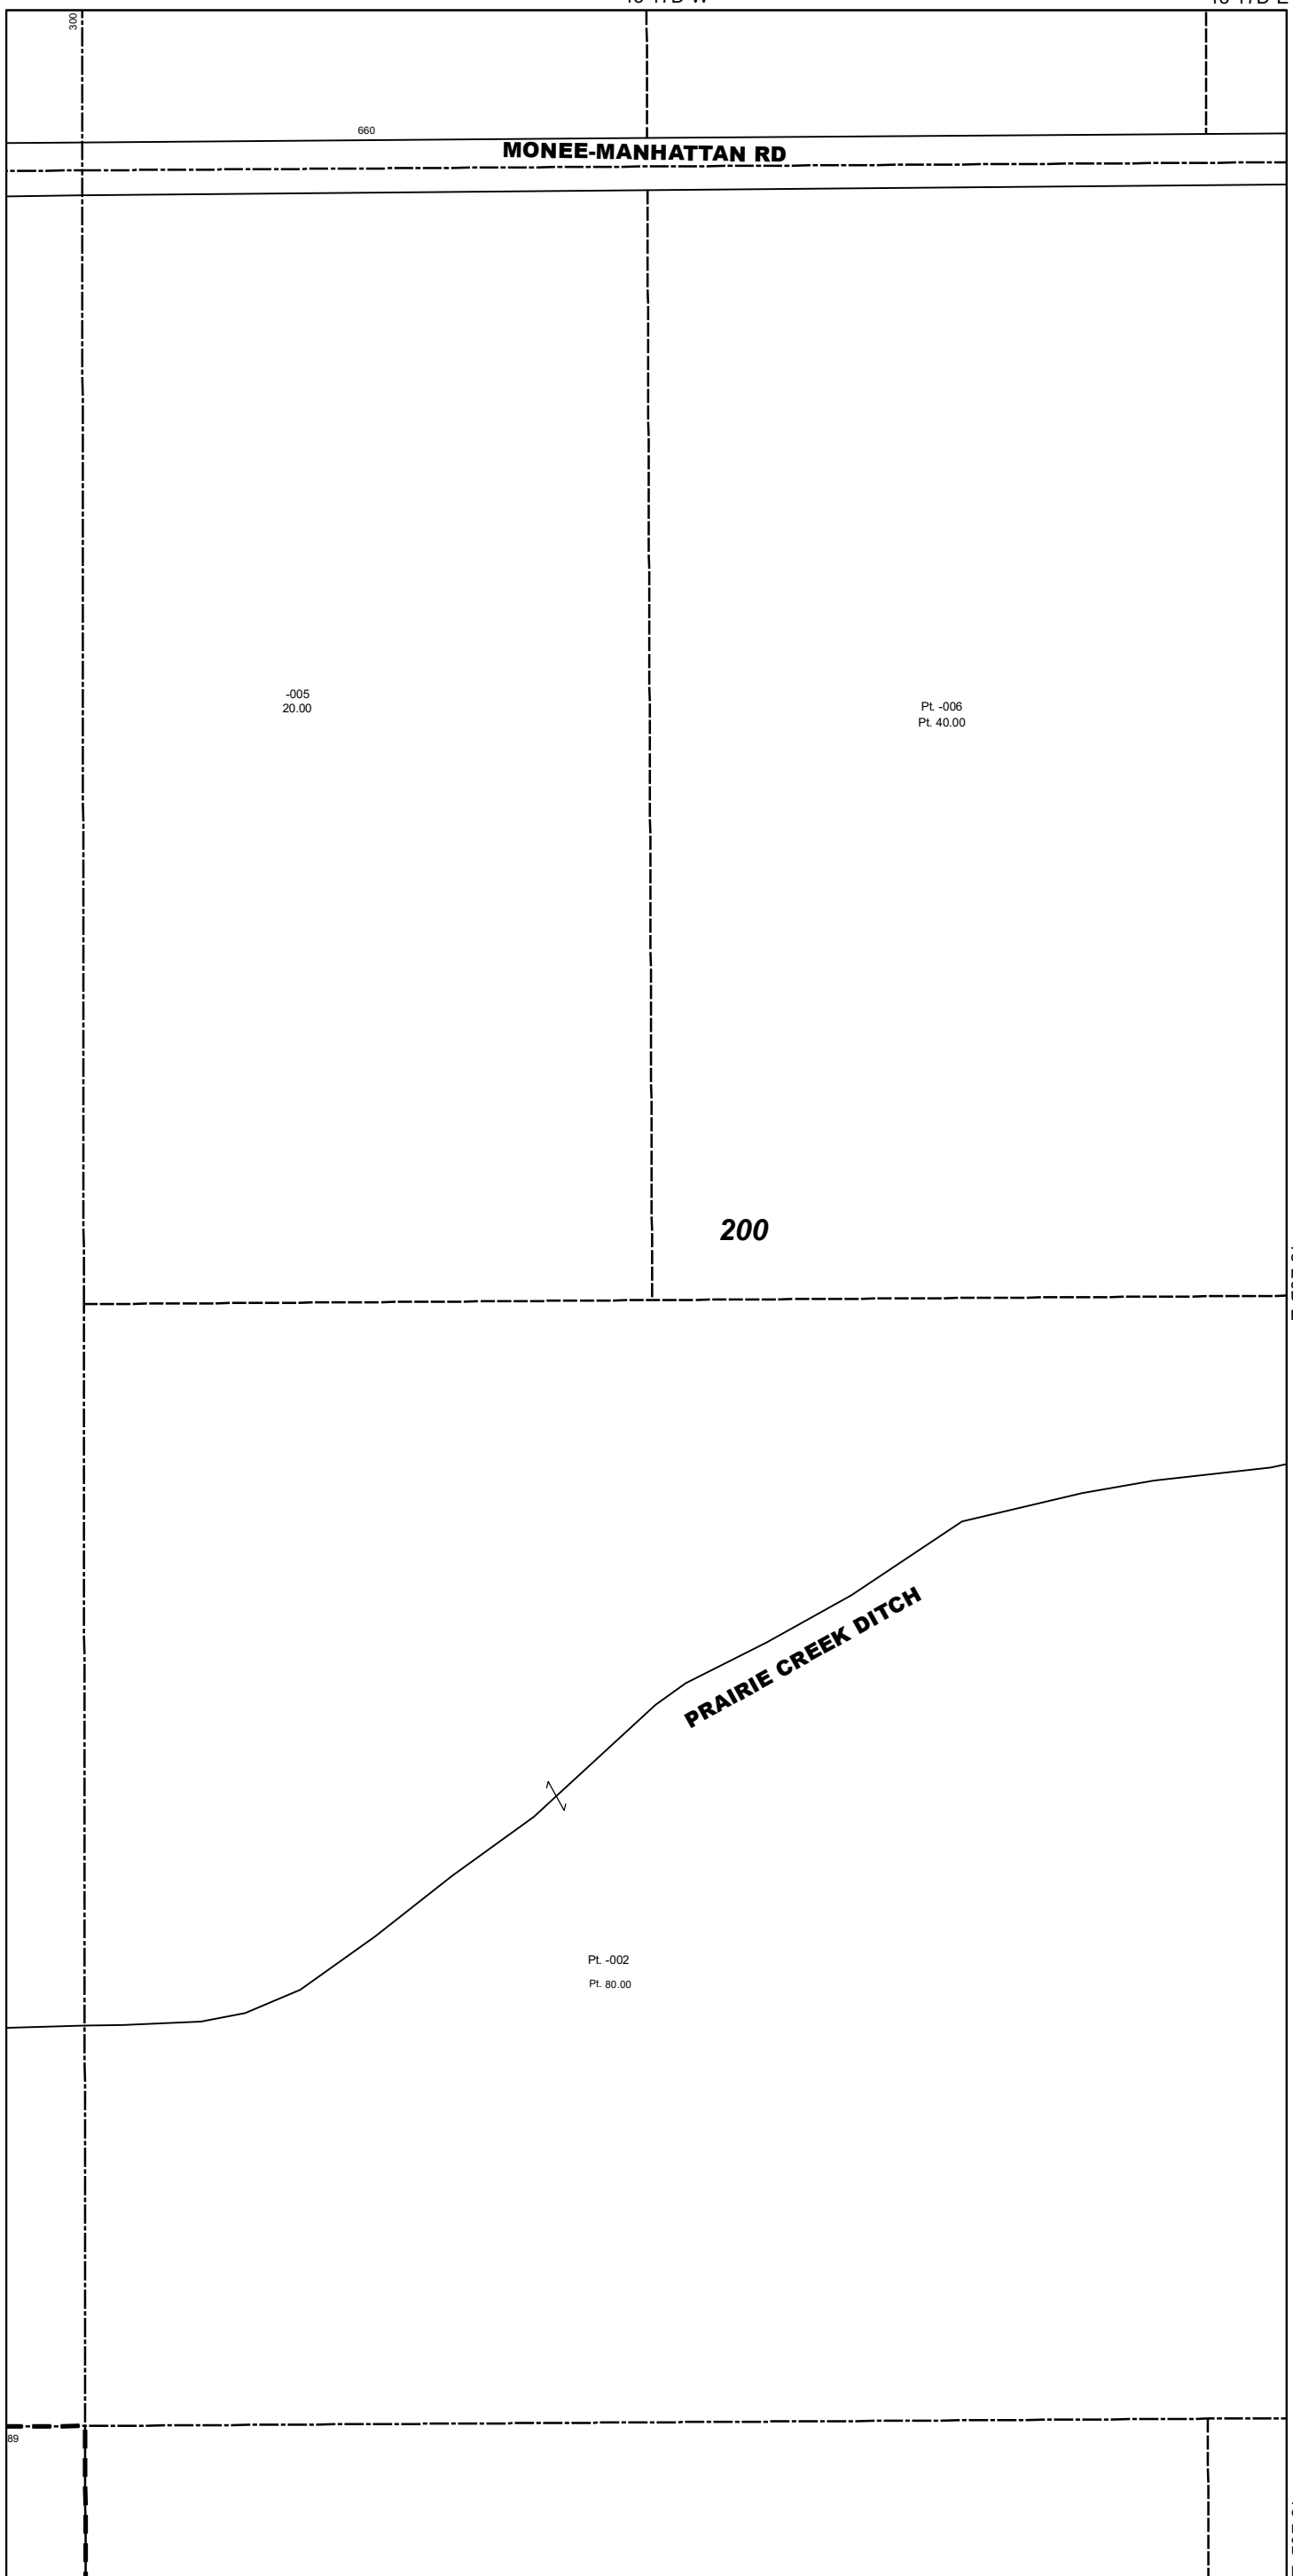 300
660
MONEE-MANHATTAN RD
-005
20.00
Pt. -006
Pt. 40.00
200
PRAIRIE CREEK DITCH
Pt. -002
Pt. 80.00
89